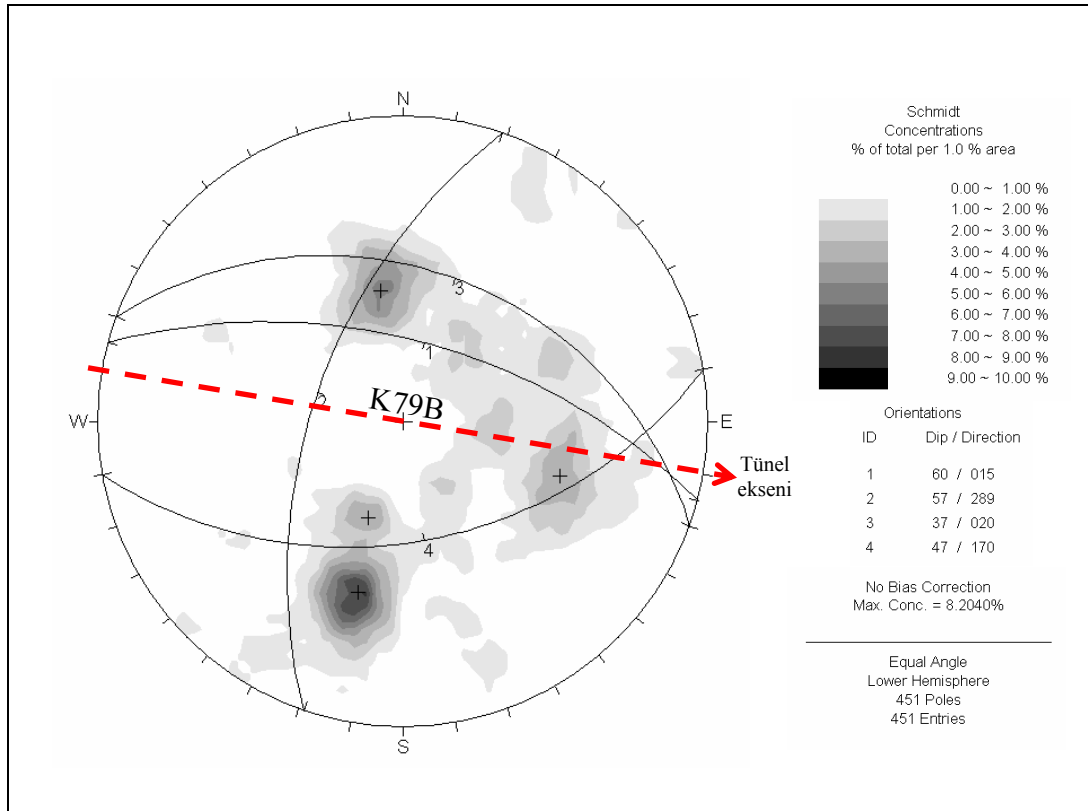 N
W
E
S
1
2
3
4
K79B
Tünel
ekseni
Schmidt
Concentrations
% of total per 1.0 % area
0.00 ~ 1.00 %
1.00 ~ 2.00 %
2.00 ~ 3.00 %
3.00 ~ 4.00 %
4.00 ~ 5.00 %
5.00 ~ 6.00 %
6.00 ~ 7.00 %
7.00 ~ 8.00 %
8.00 ~ 9.00 %
9.00 ~ 10.00 %
Orientations
ID Dip / Direction
1 60 / 015
2 57 / 289
3 37 / 020
4 47 / 170
No Bias Correction
Max. Conc. = 8.2040%
Equal Angle
Lower Hemisphere
451 Poles
451 Entries